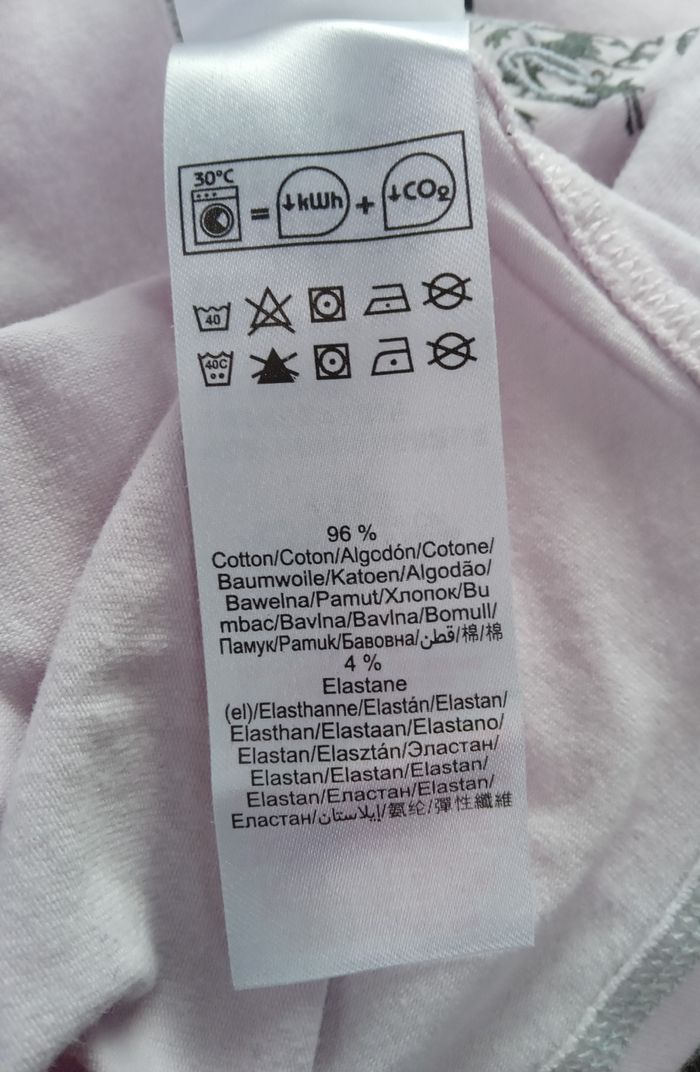 30°C
= ↓kWh + ↓CO2
40
40C
96 %
Cotton/Coton/Algodón/Cotone/
Baumwoile/Katoen/Algodão/
Bawelna/Pamut/Хлопок/Bu
mbac/Bavlna/Bavlna/Bomull/
Памук/Pamuk/Бавовна/قطن/棉/棉
4 %
Elastane
(el)/Elasthanne/Elastán/Elastan/
Elasthan/Elastaan/Elastano/
Elastan/Elasztán/Эластан/
Elastan/Elastan/Elastan/
Elastan/Еластан/Elastan/
Еластан/إيلاستان/氨纶/彈性纖維